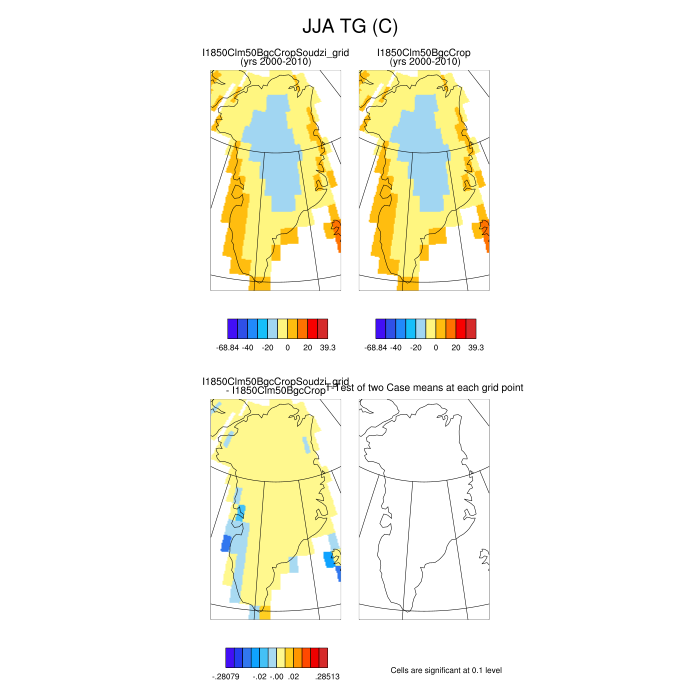 JJA TG (C)
I1850Clm50BgcCropSoudzi_grid
(yrs 2000-2010)
I1850Clm50BgcCrop
(yrs 2000-2010)
-68.84 -40 -20 0 20 39.3
-68.84 -40 -20 0 20 39.3
I1850Clm50BgcCropSoudzi_grid
- I1850Clm50BgcCrop
T-Test of two Case means at each grid point
-.28079 -.02 -.00 .02 .28513
Cells are significant at 0.1 level